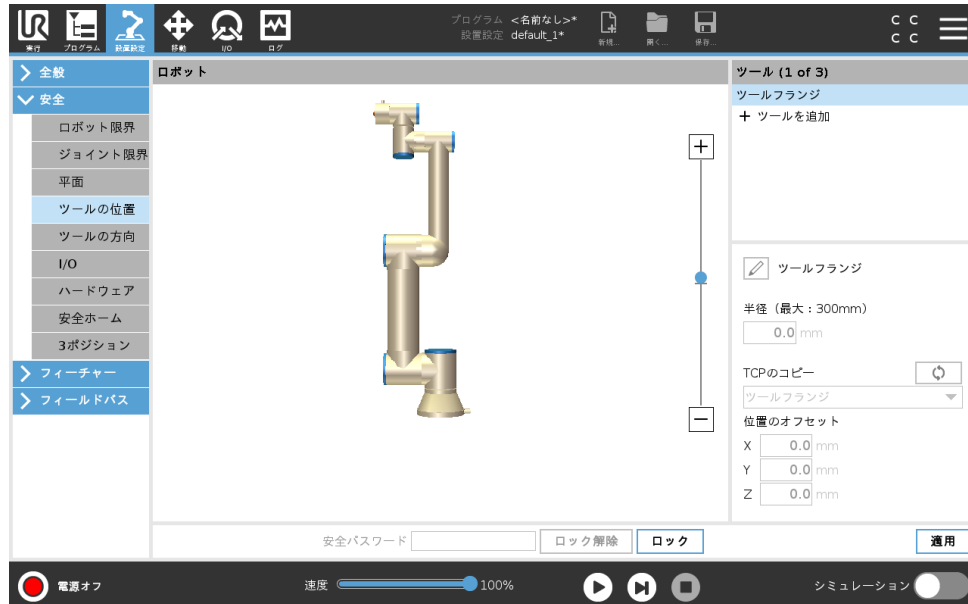 UR
実行
プログラム
設置設定
移動
I/O
ログ
プログラム <名前なし>*
設置設定 default_1*
新規...
開く...
保存...
C C
C C
全般
安全
ロボット限界
ジョイント限界
平面
ツールの位置
ツールの方向
I/O
ハードウェア
安全ホーム
3ポジション
フィーチャー
フィールドバス
ロボット
ツール (1 of 3)
ツールフランジ
+ ツールを追加
ツールフランジ
半径（最大：300mm）
0.0 mm
TCPのコピー
ツールフランジ
位置のオフセット
X 0.0 mm
Y 0.0 mm
Z 0.0 mm
安全パスワード
ロック解除
ロック
適用
電源オフ
速度
100%
シミュレーション